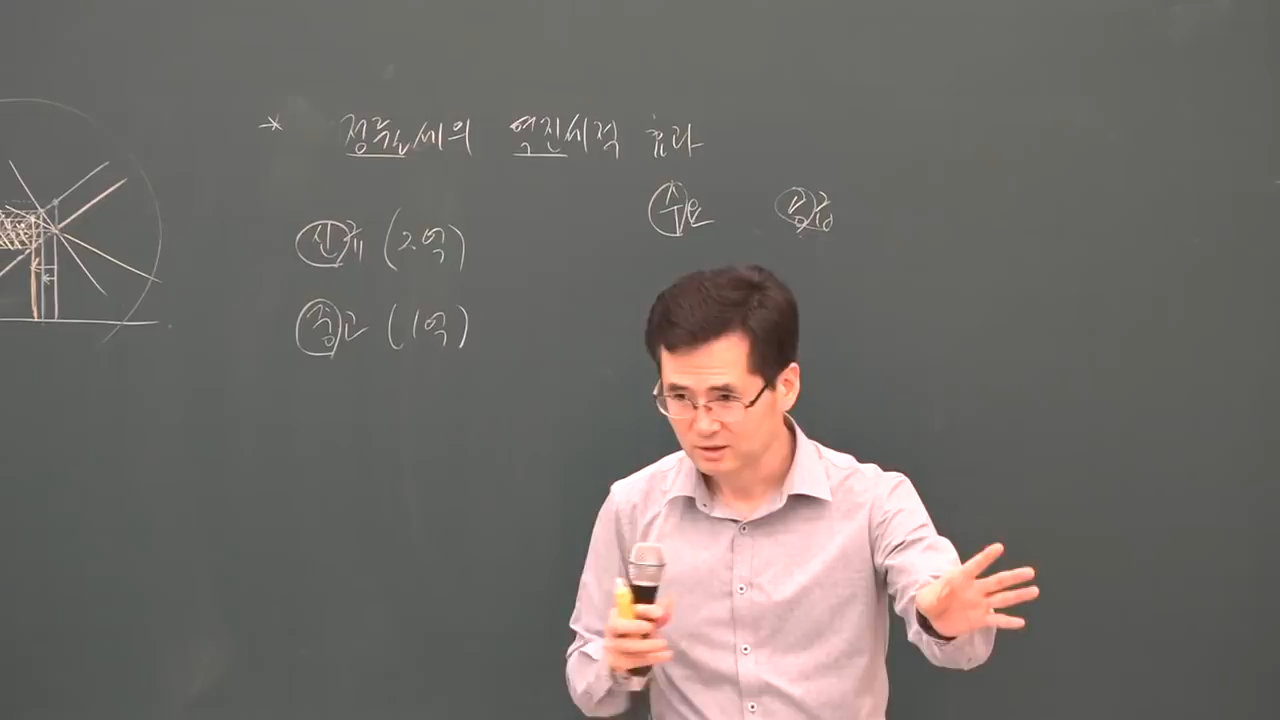 * 정률세의 역진세적 효과
수요 공급
신규 (2억)
중고 (1억)